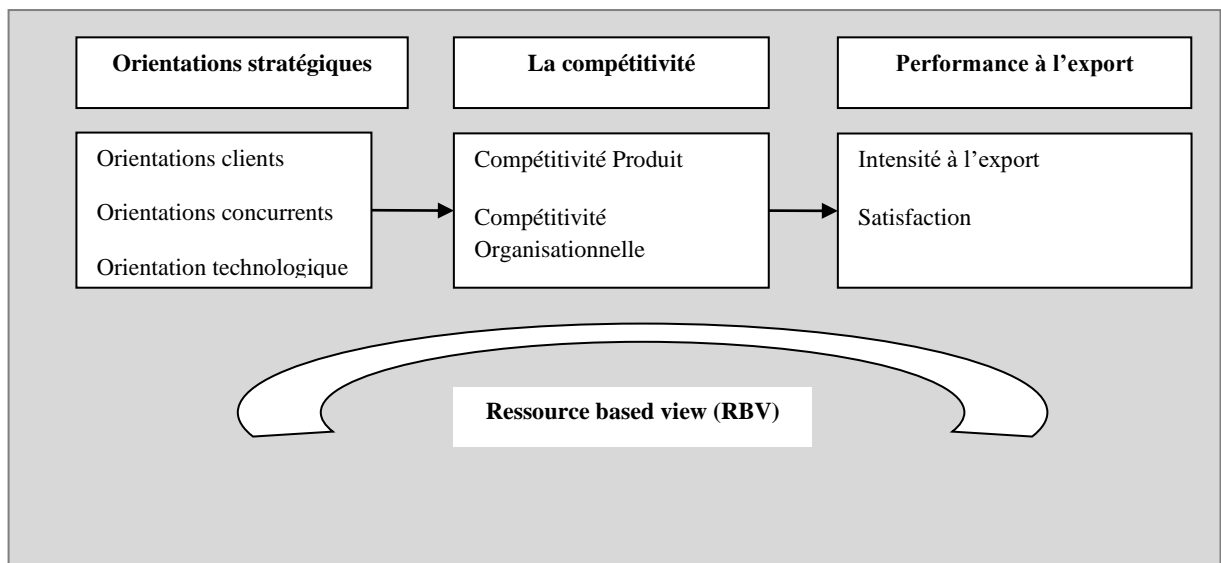 Orientations stratégiques
La compétitivité
Performance à l’export
Orientations clients
Orientations concurrents
Orientation technologique
Compétitivité Produit
Compétitivité
Organisationnelle
Intensité à l’export
Satisfaction
Ressource based view (RBV)